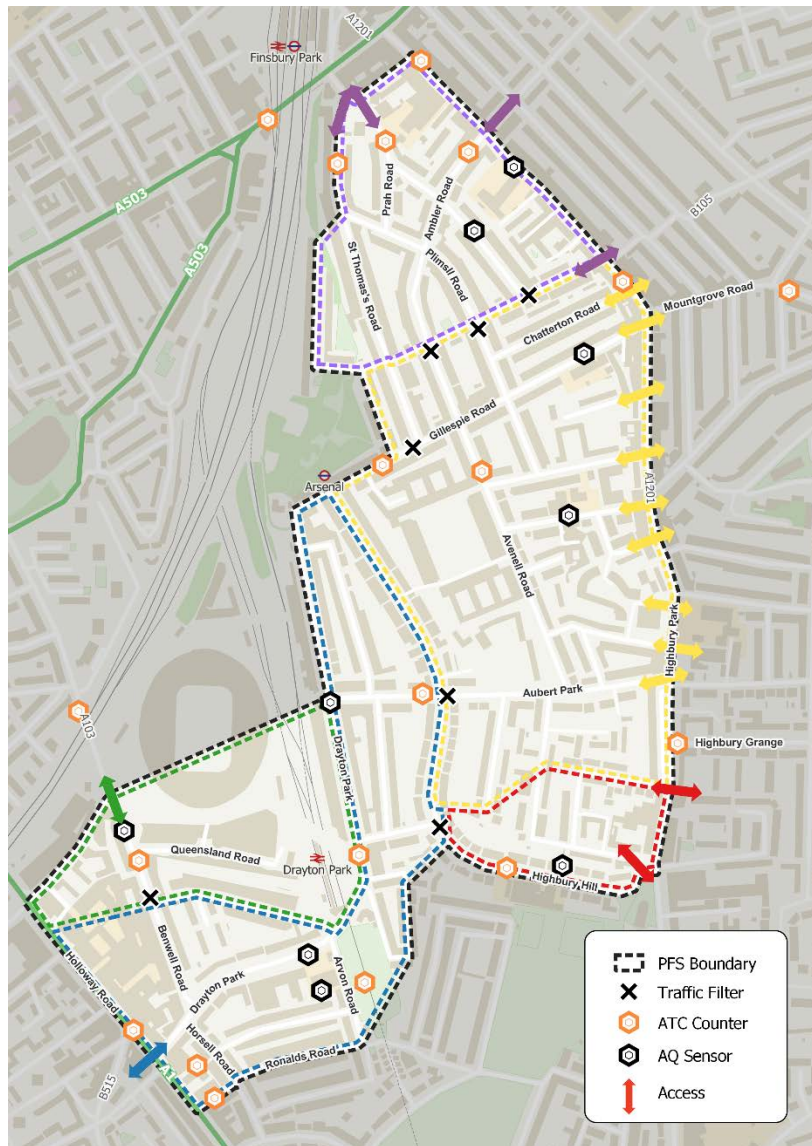 A1201
Finsbury Park
A503
A503
B105
Prah Road
Ambler Road
St Thomas's Road
Plimsll Road
Chatterton Road
Mountgrove Road
Gillespie Road
Arsenal
A1201
Avenell Road
Highbury Park
Aubert Park
A103
Highbury Grange
Drayton Park
Queensland Road
Drayton Park
Highbury Hill
Holloway Road
Benwell Road
Drayton Park
Arvon Road
Horsell Road
Ronalds Road
B515
A1
PFS Boundary
Traffic Filter
ATC Counter
AQ Sensor
Access